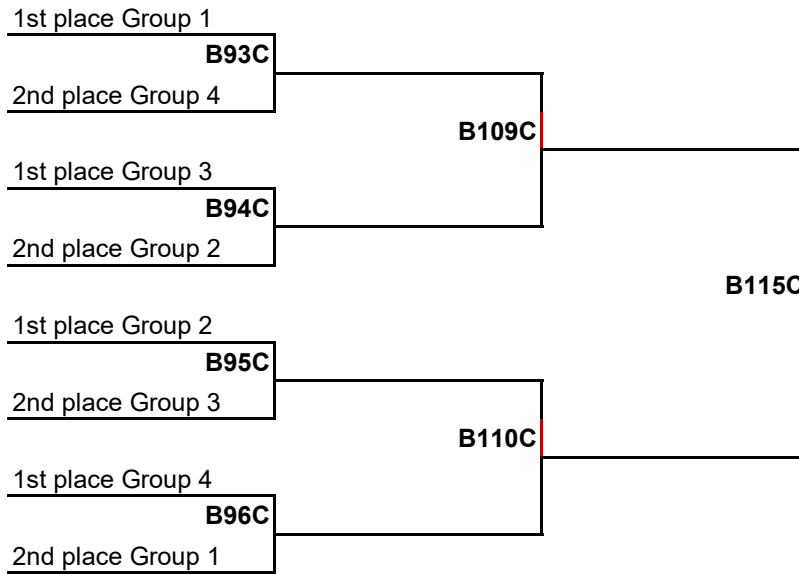 1st place Group 1
B93C
2nd place Group 4
B109C
1st place Group 3
B94C
2nd place Group 2
B115C
1st place Group 2
B95C
2nd place Group 3
B110C
1st place Group 4
B96C
2nd place Group 1